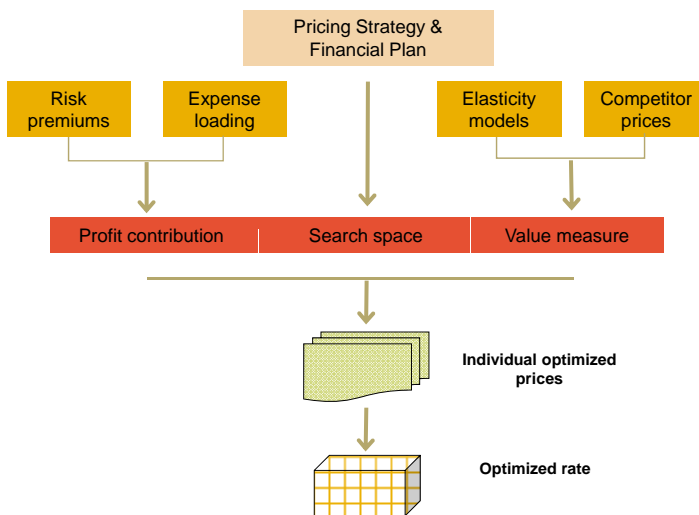 Pricing Strategy &
Financial Plan
Risk
premiums
Expense
loading
Elasticity
models
Competitor
prices
Profit contribution
Search space
Value measure
Individual optimized
prices
Optimized rate